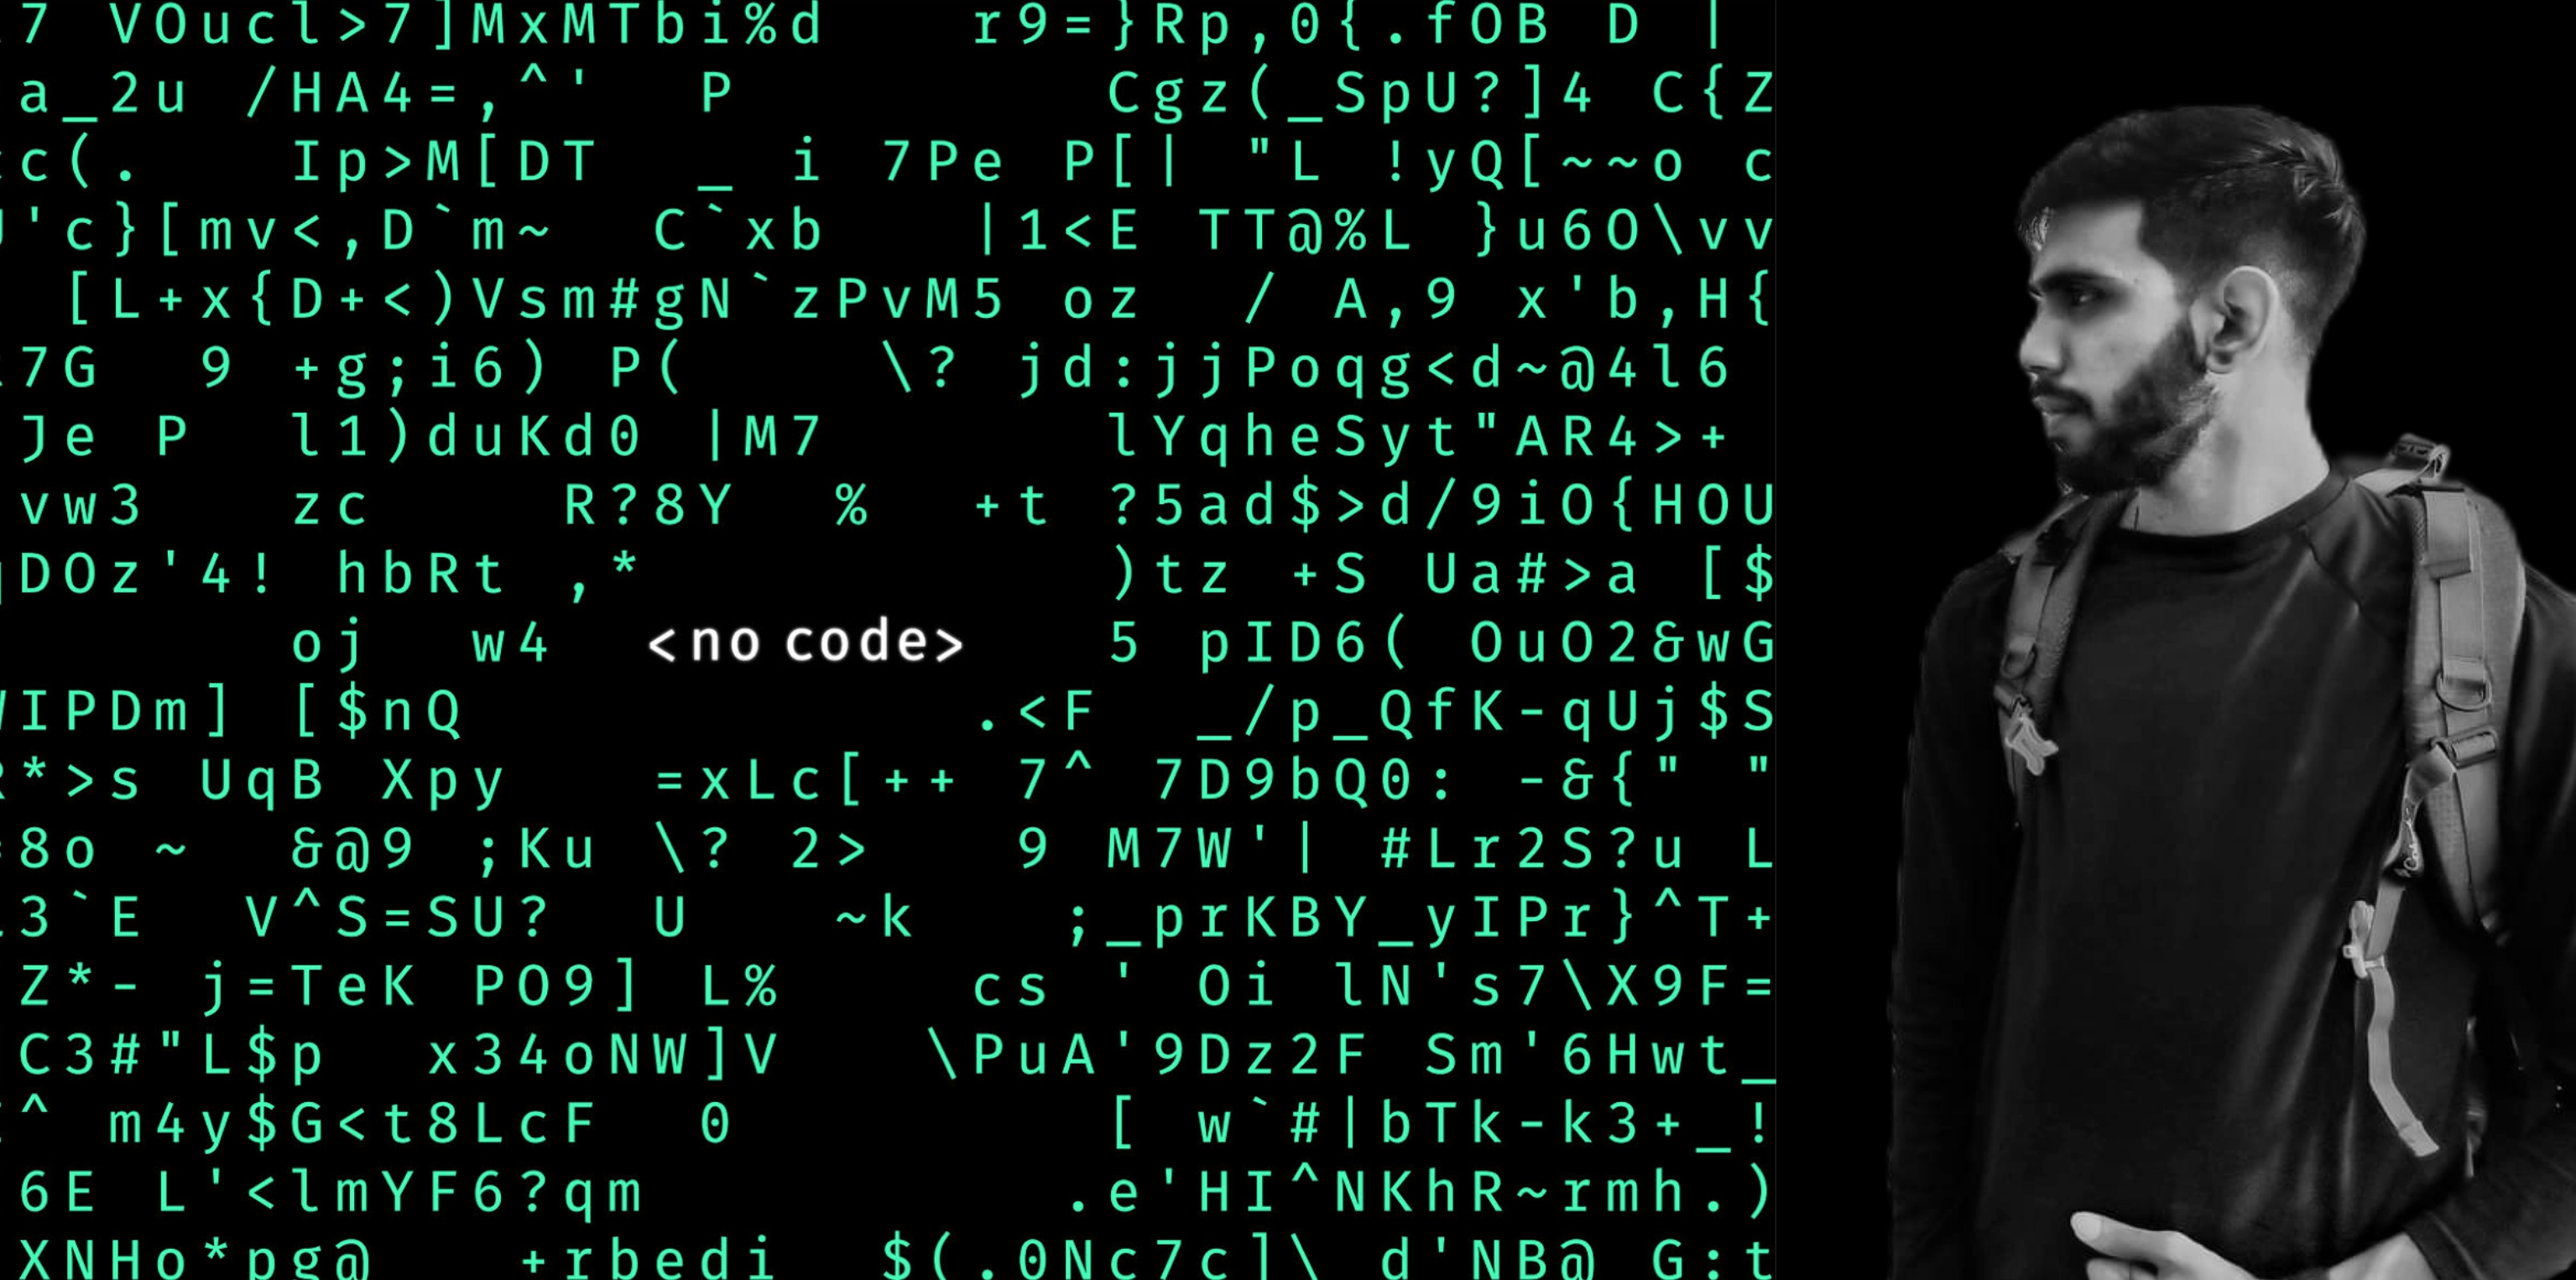 7 VOucl>7]MxMTbi%d r9=}Rp,0{.fOB D |
a_2u /HA4=,^' P Cgz(_SpU?]4 C{Z
c(. Ip>M[DT _ i 7Pe P[| "L !yQ[~~o c
'c}[mv<,D`m~ C`xb |1<E TT@%L }u6O\vv
[L+x{D+<)Vsm#gN`zPvM5 oz / A,9 x'b,H{
7G 9 +g;i6) P( \? jd:jjPoqg<d~@4l6
Je P l1)duKd0 |M7 lYqheSyt"AR4>+
vw3 zc R?8Y % +t ?5ad$>d/9iO{HOU
DOz'4! hbRt ,* )tz +S Ua#>a [$
oj w4 <no code> 5 pID6( OuO2&wG
IPDm] [$nQ .<F _/p_QfK-qUj$S
*>s UqB Xpy =xLc[++ 7^ 7D9bQ0: -&{" "
8o ~ &@9 ;Ku \? 2> 9 M7W'| #Lr2S?u L
3`E V^S=SU? U ~k ;_prKBY_yIPr}^T+
Z*- j=TeK PO9] L% cs ' Oi lN's7\X9F=
C3#"L$p x34oNW]V \PuA'9Dz2F Sm'6Hwt_
^ m4y$G<t8LcF 0 [ w`#|bTk-k3+_!
6E L'<lmYF6?qm .e'HI^NKhR~rmh.)
XNHo*pg@ +rbedi $(.0Nc7c]\ d'NB@ G:t